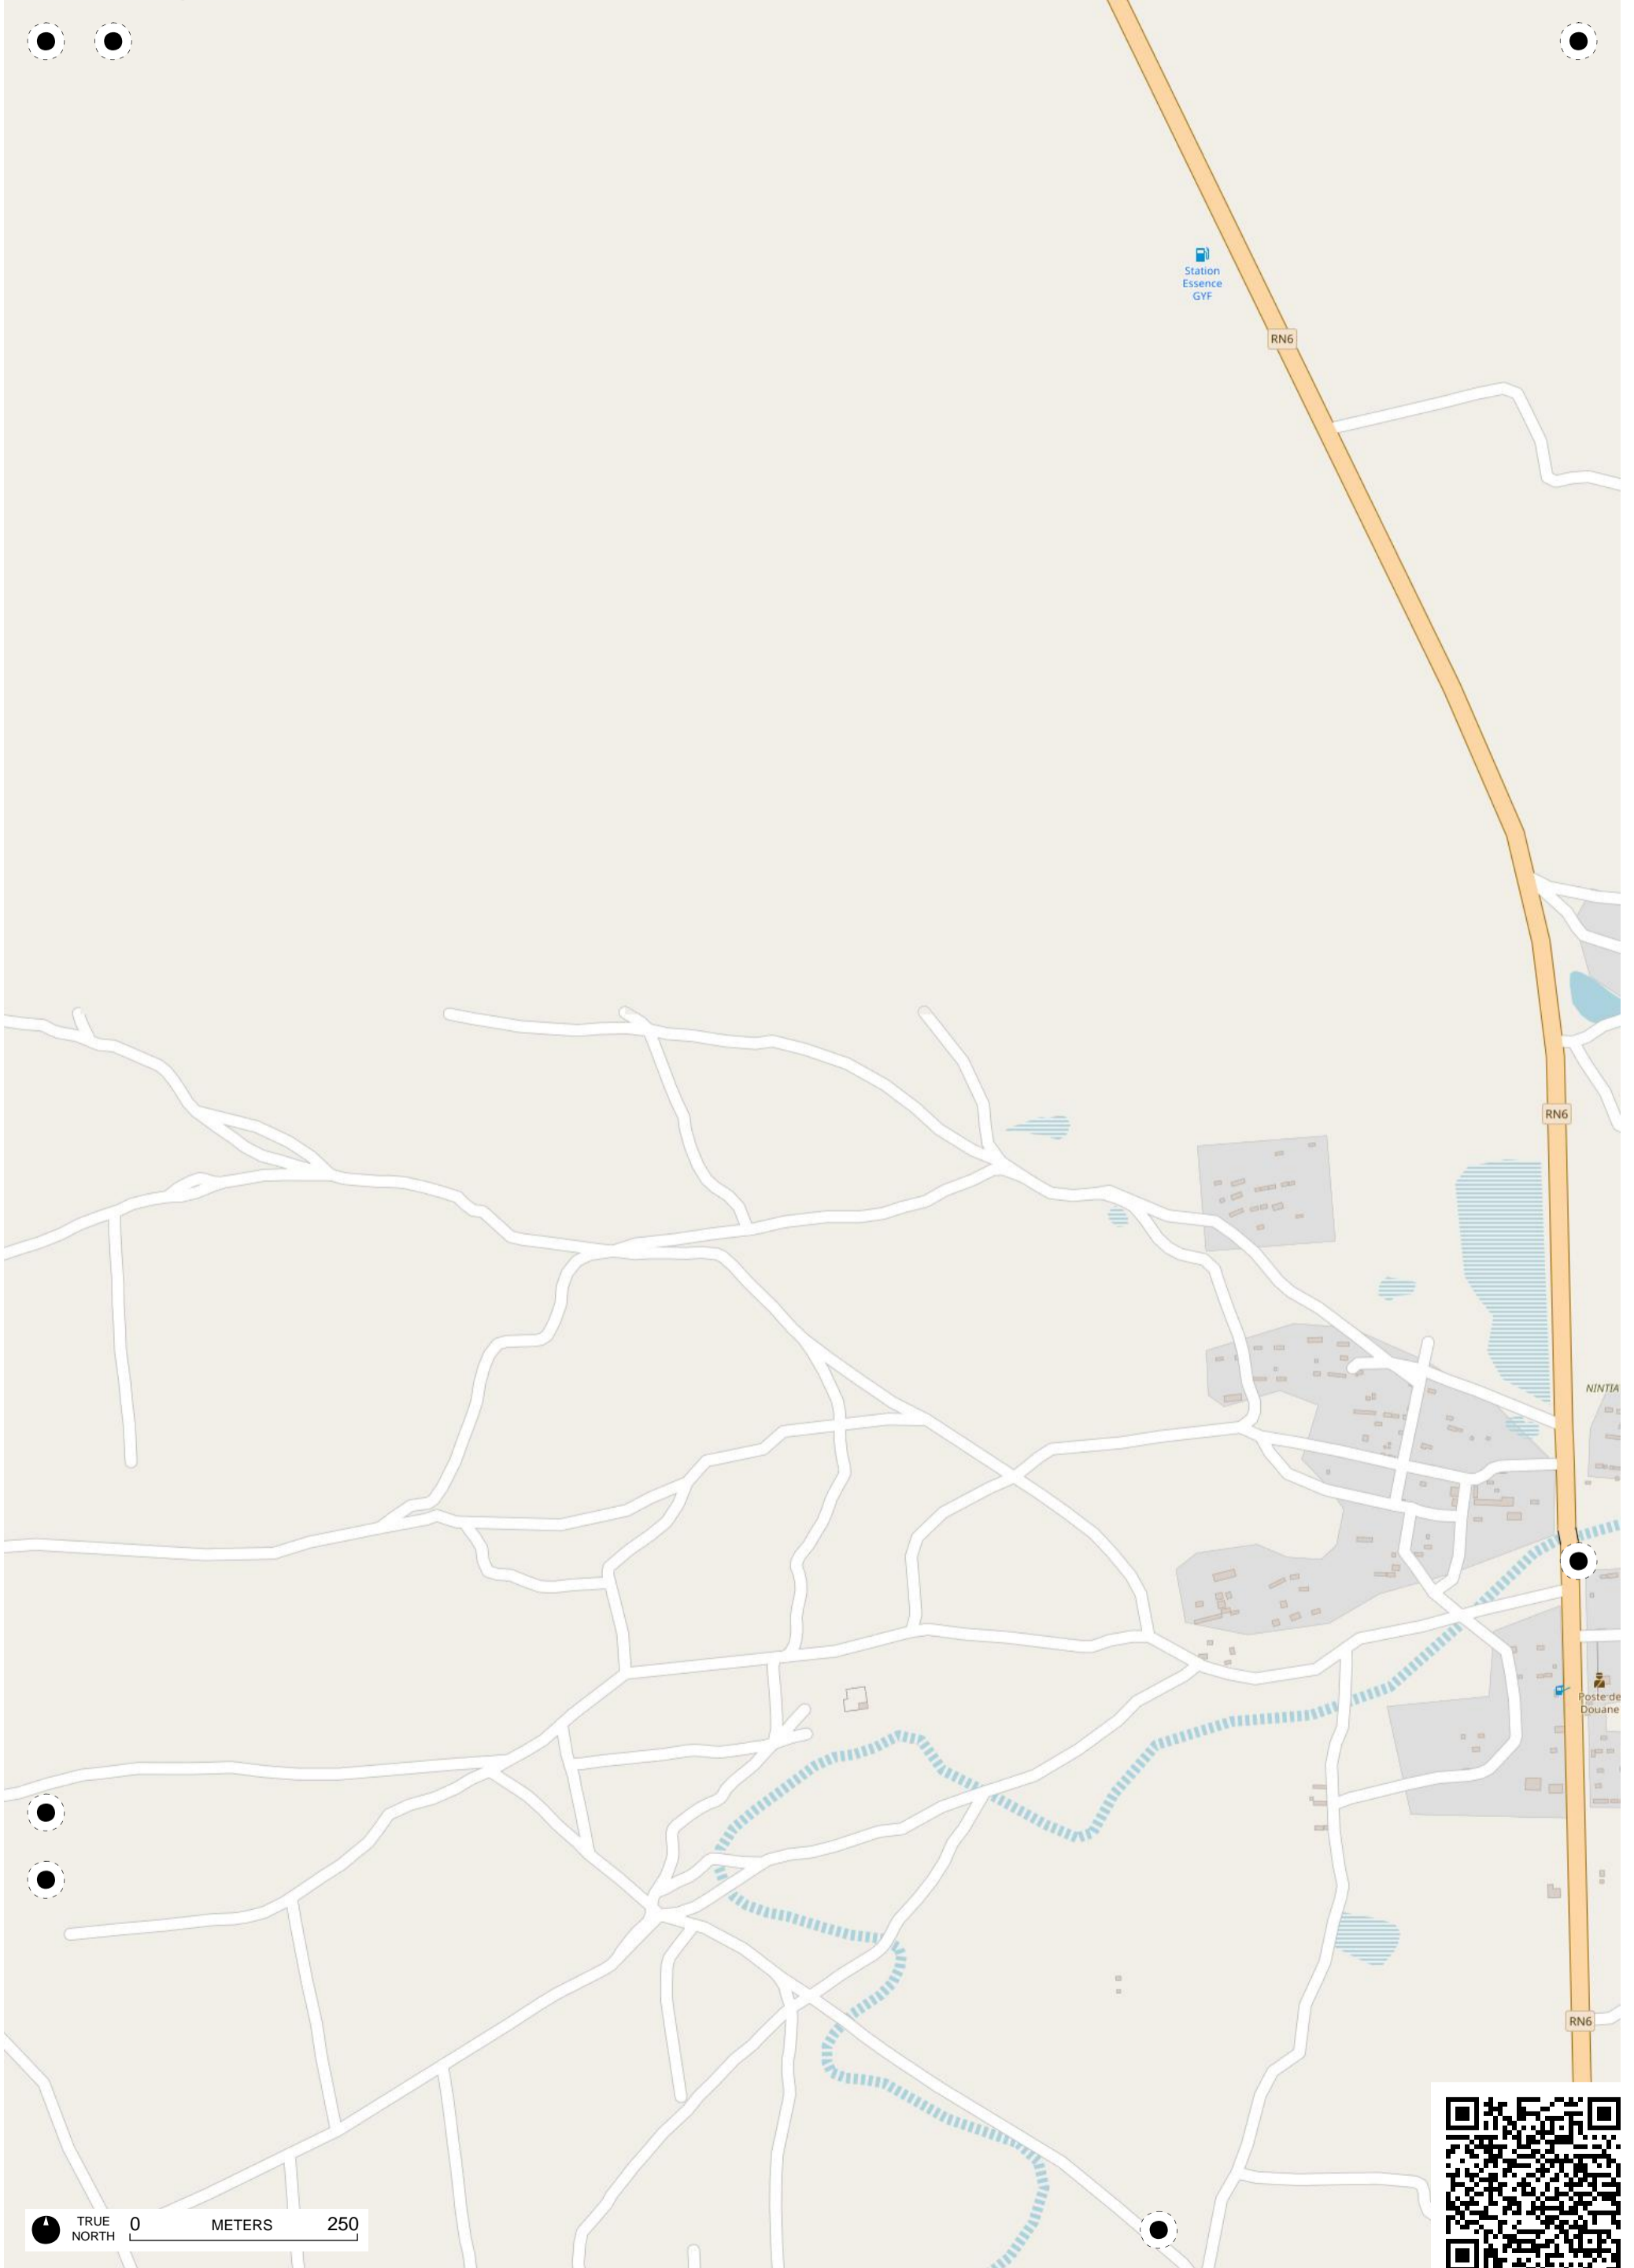 Station
Essence
GYF
RN6
RN6
NINTIA
Poste de
Douane
RN6
TRUE
NORTH
0 METERS 250